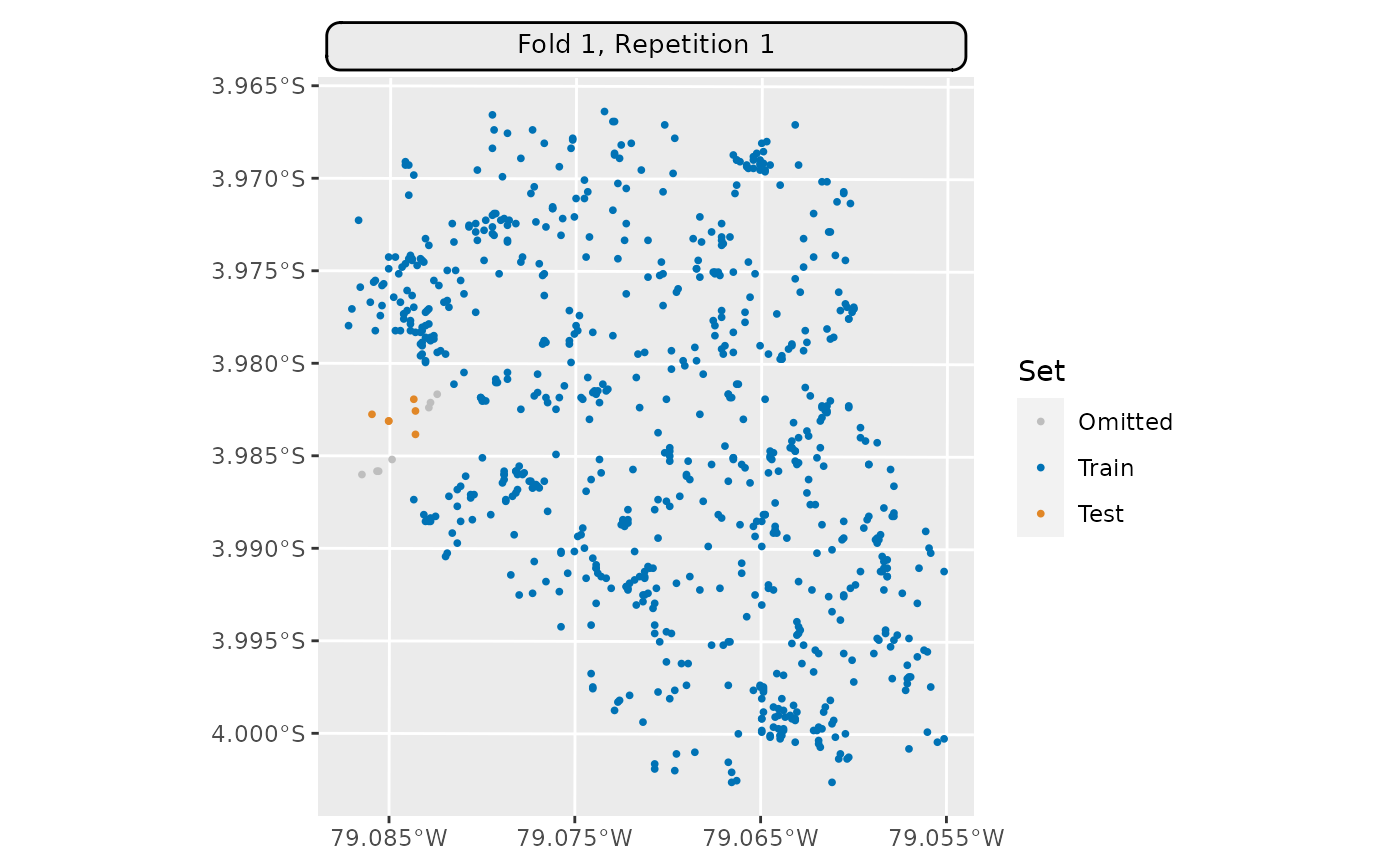 Fold 1, Repetition 1
3.965°S
3.970°S
3.975°S
3.980°S
3.985°S
3.990°S
3.995°S
4.000°S
79.085°W 79.075°W 79.065°W 79.055°W
Set
Omitted
Train
Test